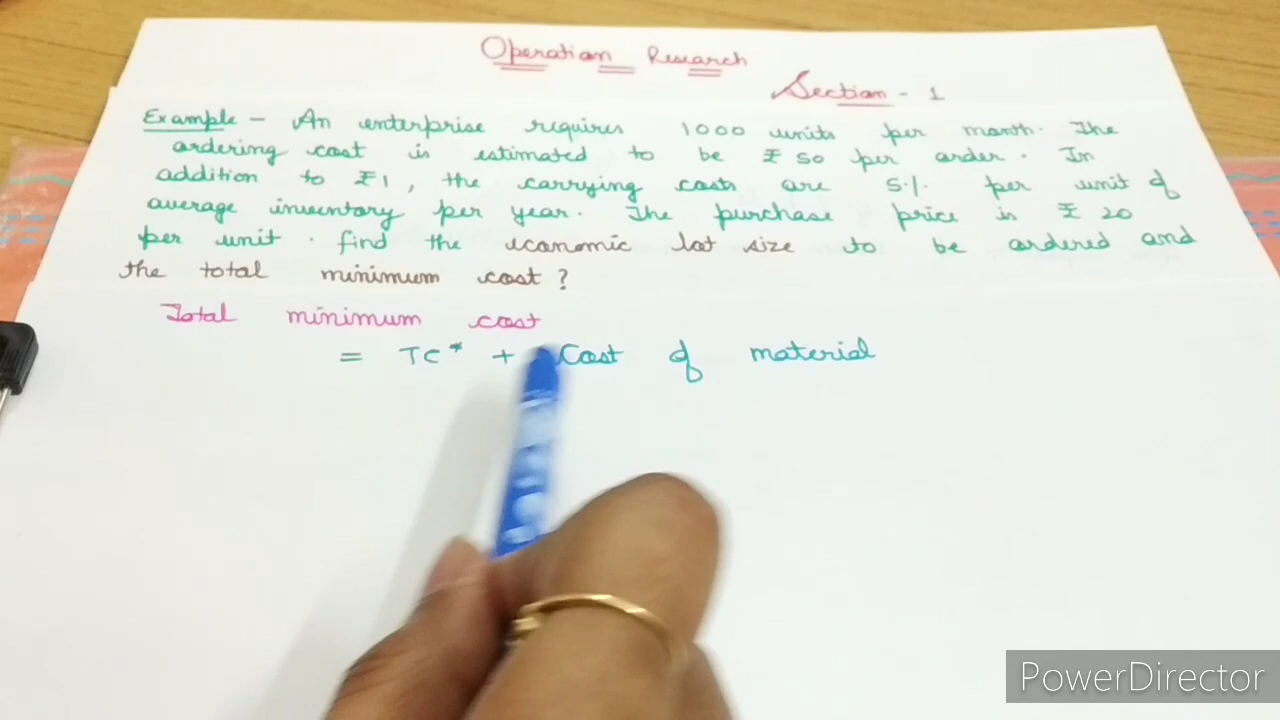 Operation Research
Section - 1
Example - An enterprise requires 1000 units per month. The
ordering cost is estimated to be ₹ 50 per order. In
addition to ₹1, the carrying costs are 5.% per unit of
average inventory per year. The purchase price is ₹ 20
per unit. find the economic lot size to be ordered and
the total minimum cost?
Total minimum cost
= TC* + Cost of material
PowerDirector